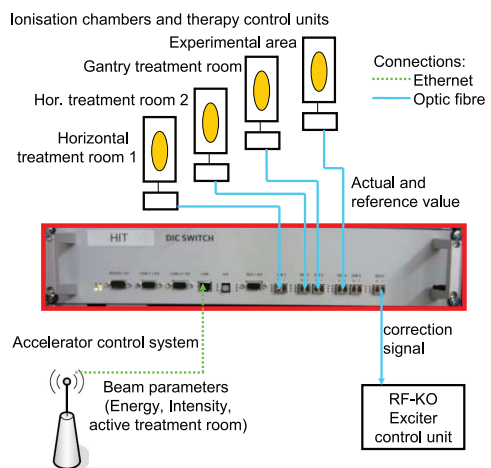 Ionisation chambers and therapy control units
Experimental area
Gantry treatment room
Hor. treatment room 2
Horizontal
treatment room 1
Connections:
Ethernet
Optic fibre
Actual and
reference value
HIT
DIC SWITCH
LAN
Accelerator control system
Beam parameters
(Energy, Intensity,
active treatment room)
correction
signal
RF-KO
Exciter
control unit